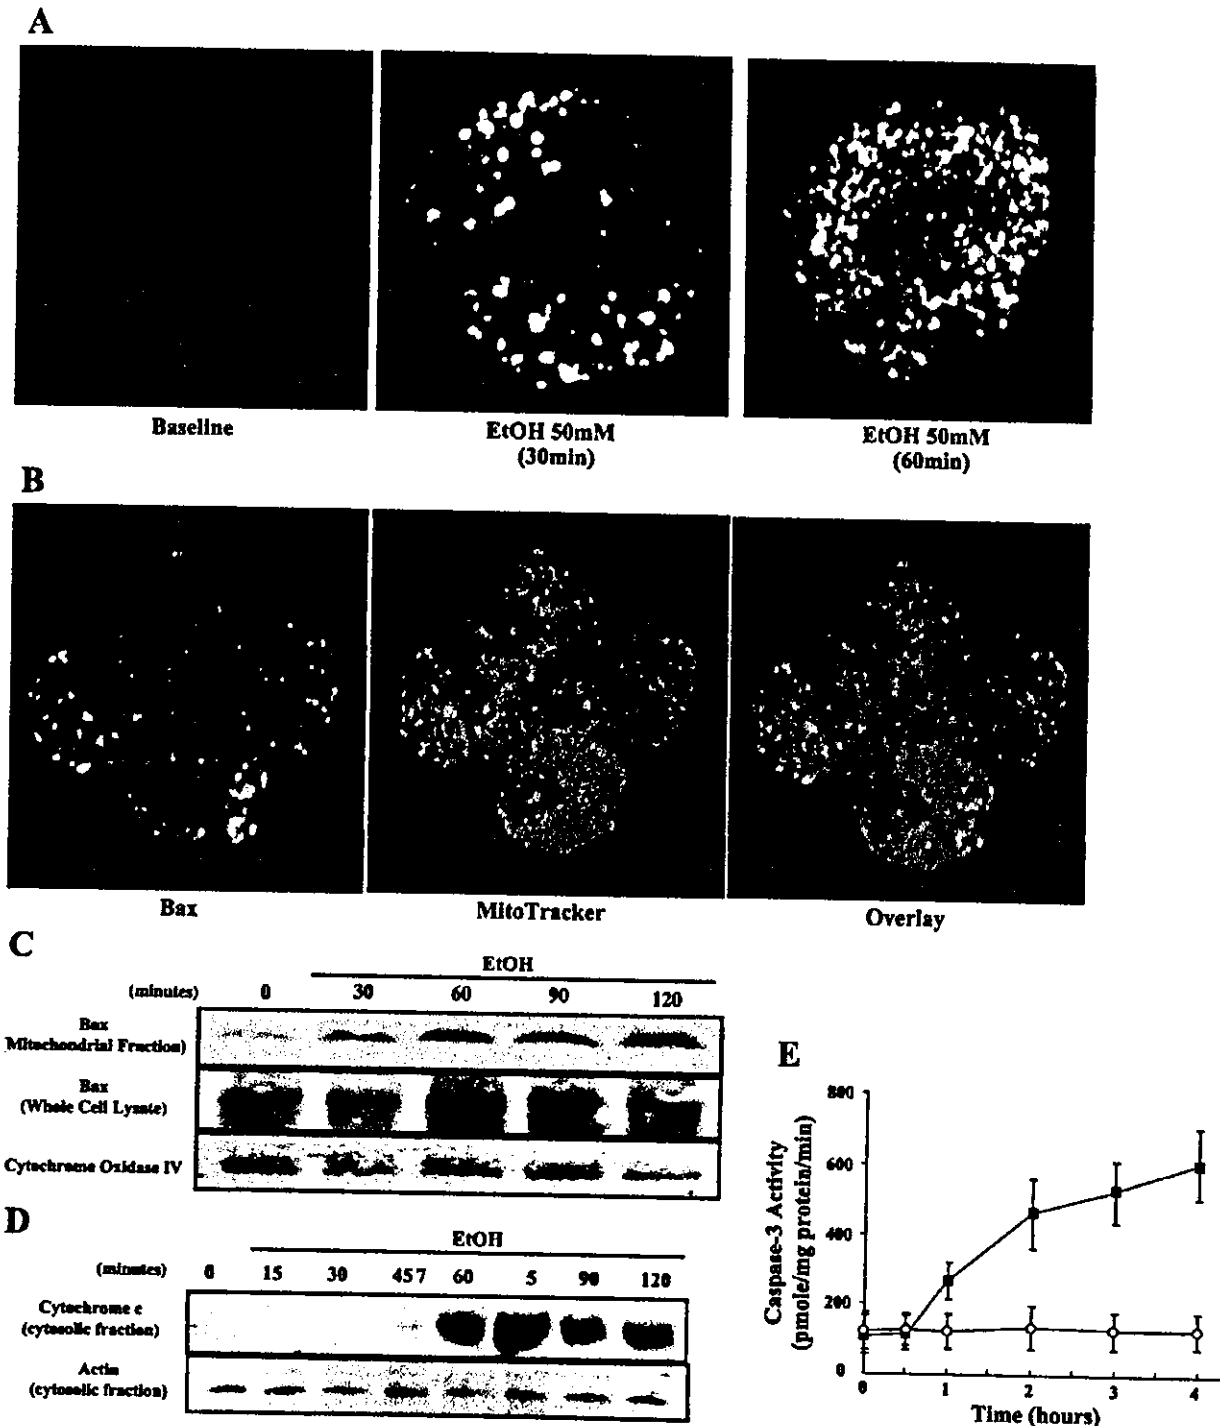 A
Baseline
EtOH 50mM
(30min)
EtOH 50mM
(60min)
B
Bax
MitoTracker
Overlay
C
EtOH
(minutes) 0 30 60 90 120
Bax
Mitochondrial Fraction)
Bax
(Whole Cell Lysate)
Cytochrome Oxidase IV
D
EtOH
(minutes) 0 15 30 457 60 5 90 120
Cytochrome c
(cytosolic fraction)
Actin
(cytosolic fraction)
E
Caspase-3 Activity
(pmole/mg protein/min)
800
600
400
200
0
0 1 2 3 4
Time (hours)